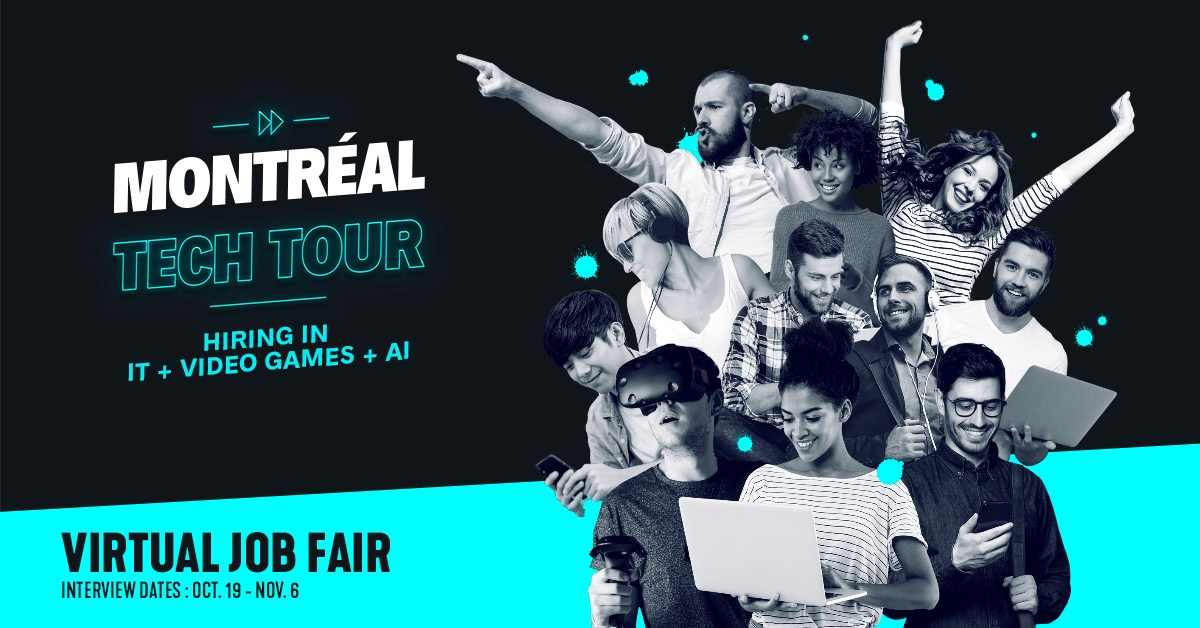 MONTRÉAL
TECH TOUR
HIRING IN
IT + VIDEO GAMES + AI
VIRTUAL JOB FAIR
INTERVIEW DATES : OCT. 19 - NOV. 6